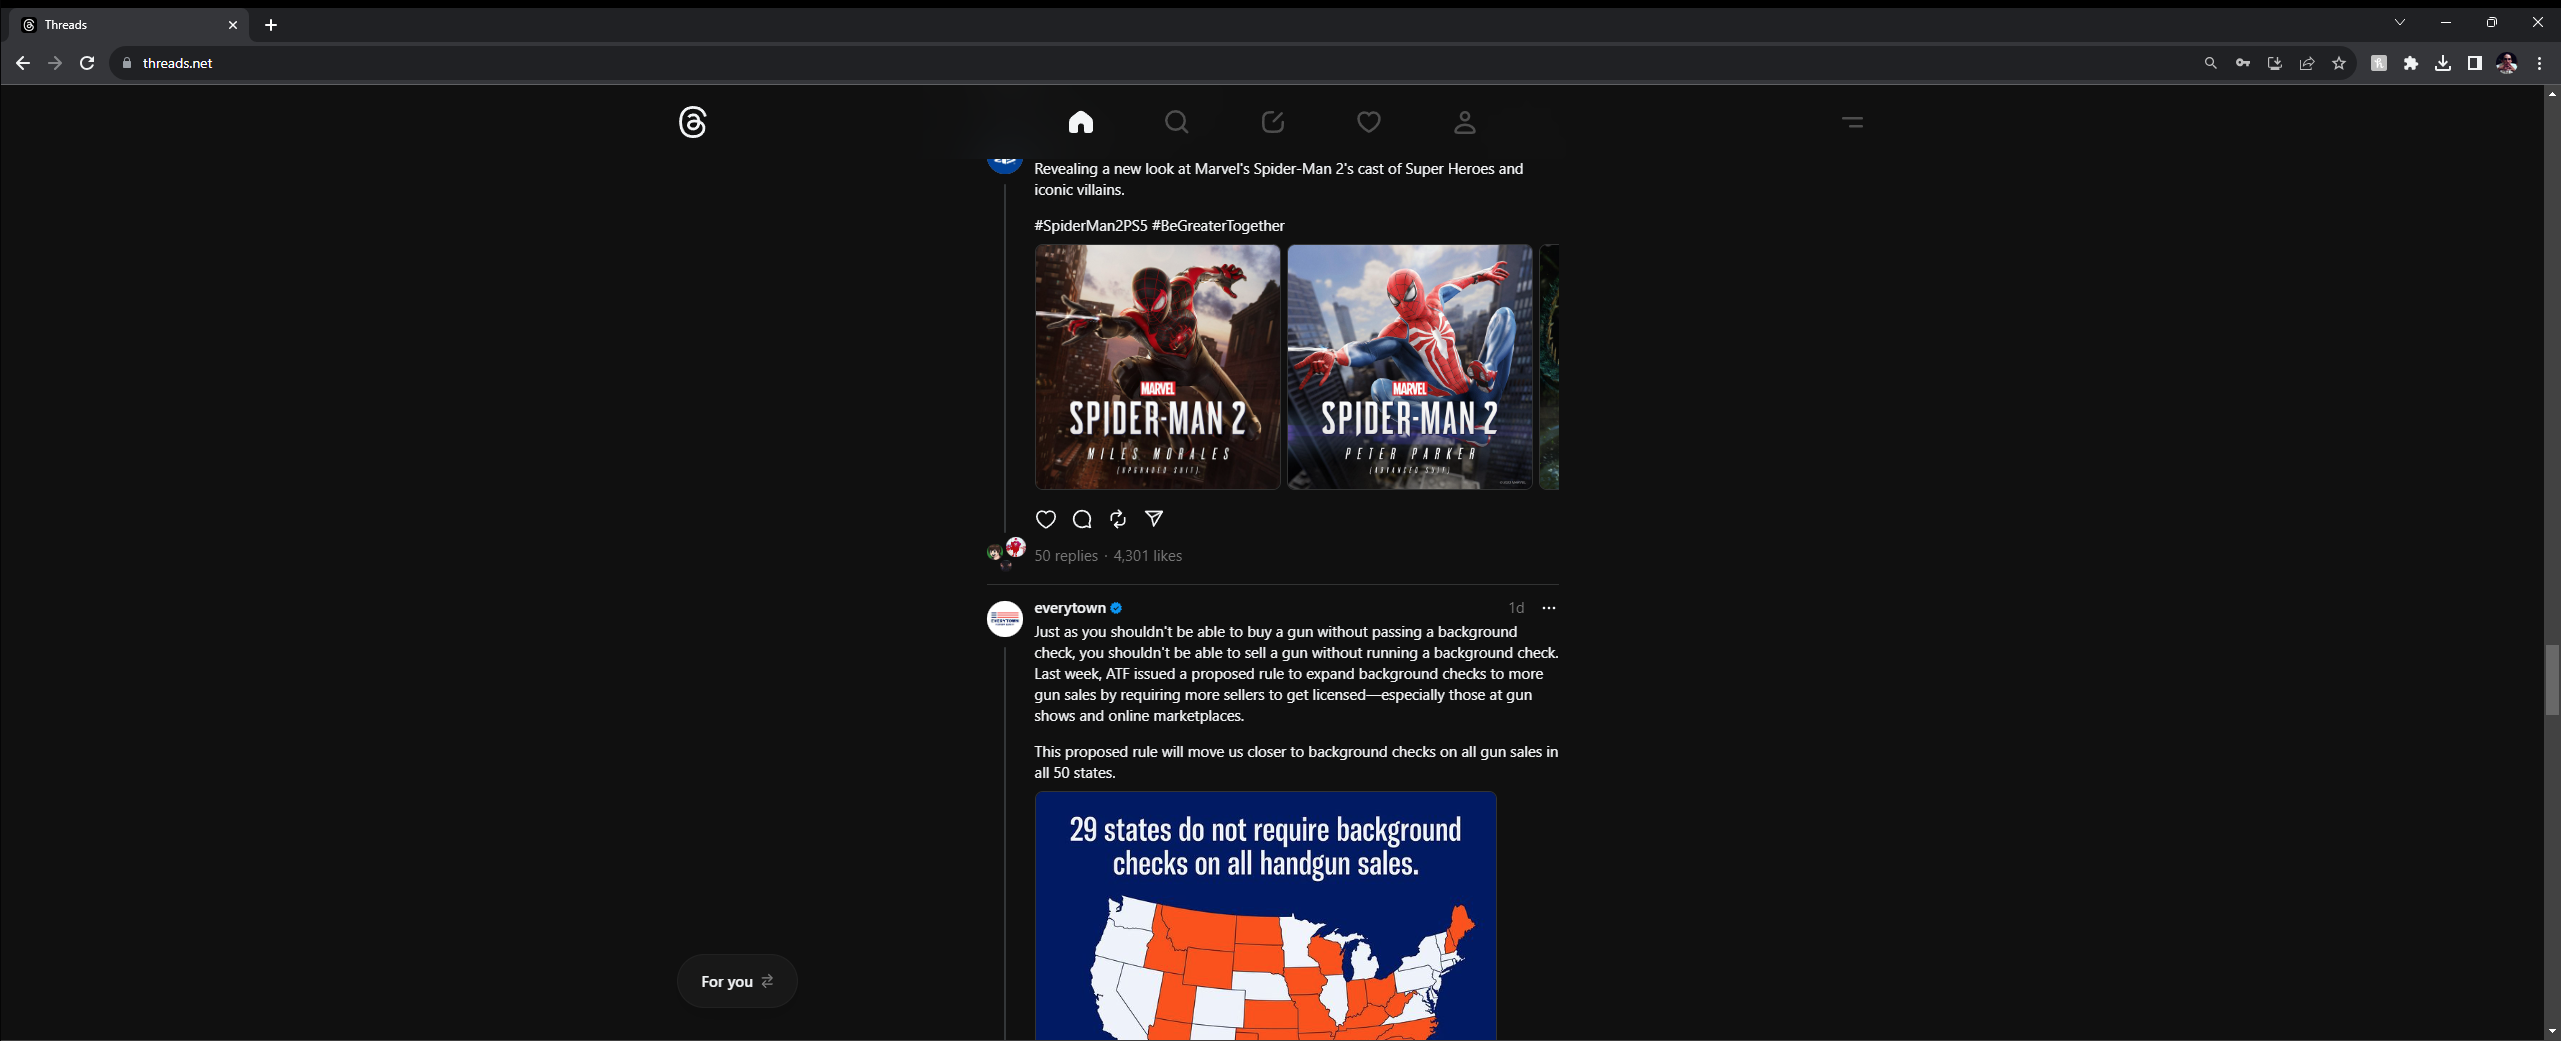 Threads
threads.net
Revealing a new look at Marvel's Spider-Man 2's cast of Super Heroes and
iconic villains.
#SpiderMan2PS5 #BeGreaterTogether
MARVEL
SPIDER-MAN 2
MILES MORALES
(UPGRADED SUIT)
MARVEL
SPIDER-MAN 2
PETER PARKER
(ADVANCED SUIT)
50 replies · 4,301 likes
everytown
1d
Just as you shouldn't be able to buy a gun without passing a background
check, you shouldn't be able to sell a gun without running a background check.
Last week, ATF issued a proposed rule to expand background checks to more
gun sales by requiring more sellers to get licensed—especially those at gun
shows and online marketplaces.
This proposed rule will move us closer to background checks on all gun sales in
all 50 states.
29 states do not require background
checks on all handgun sales.
For you